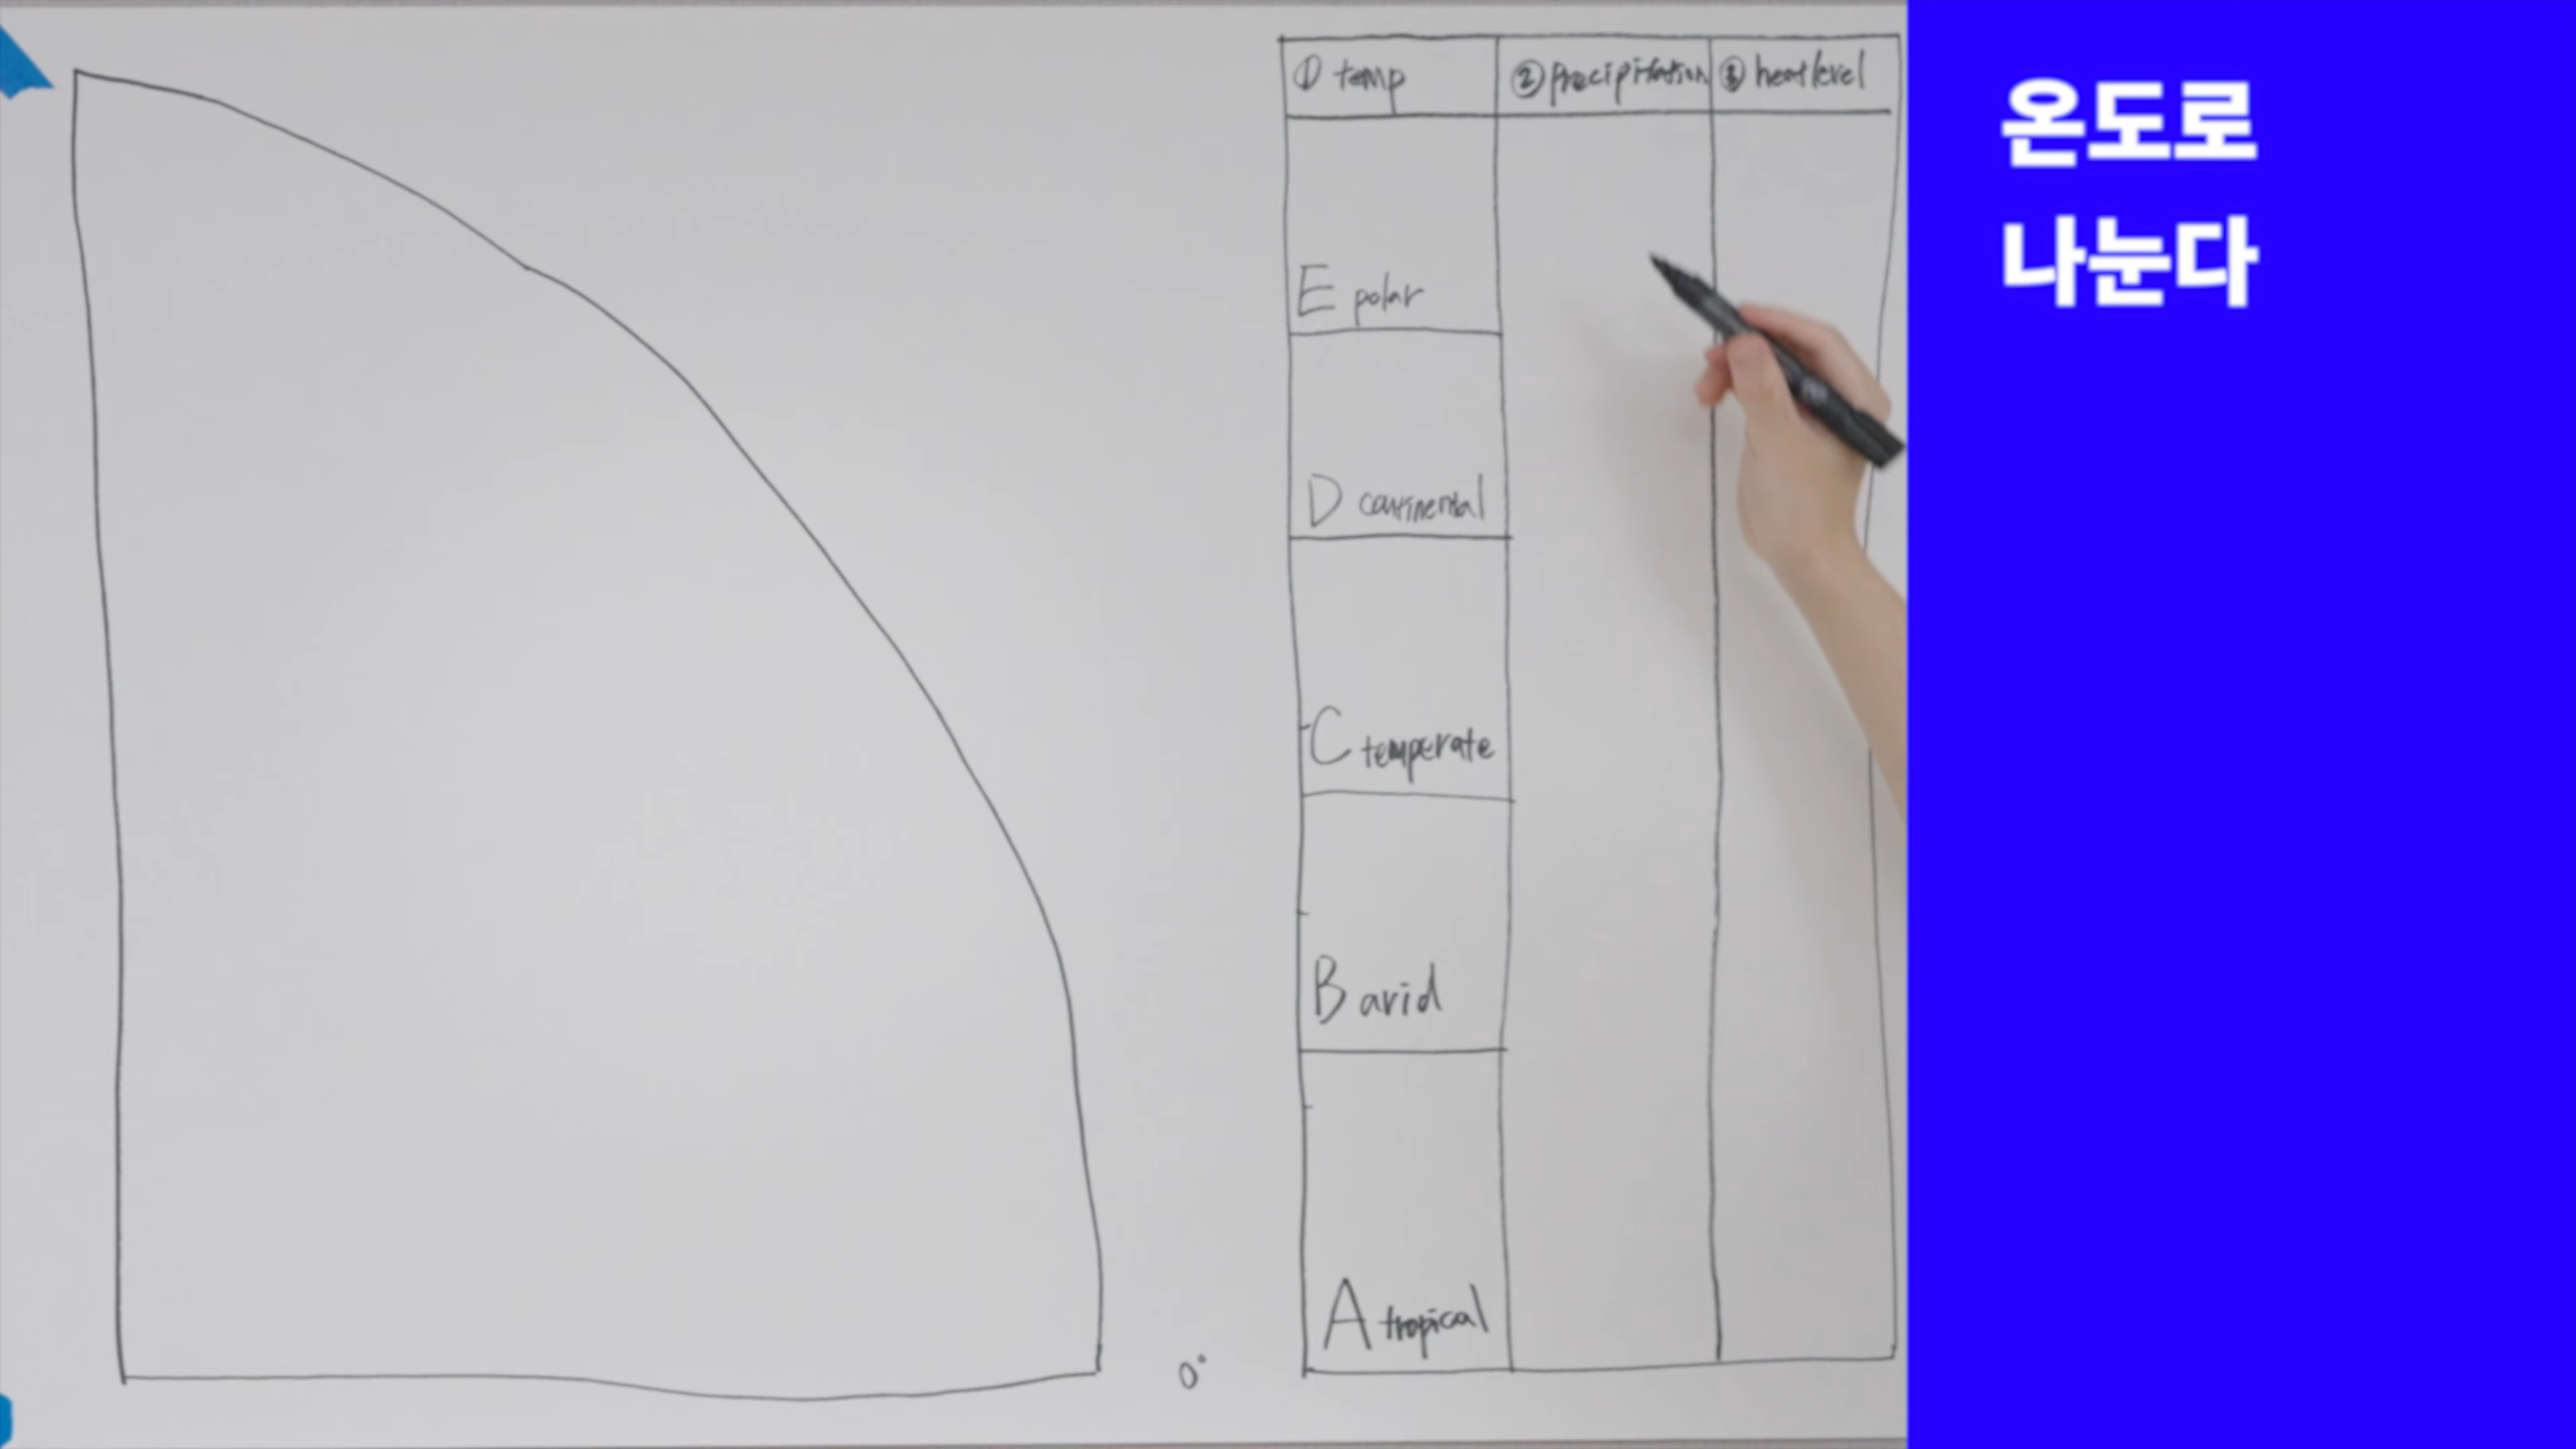 ① temp ② precipitation ③ heat level
E polar
D continental
C temperate
B arid
A tropical
0°
온도로
나눈다